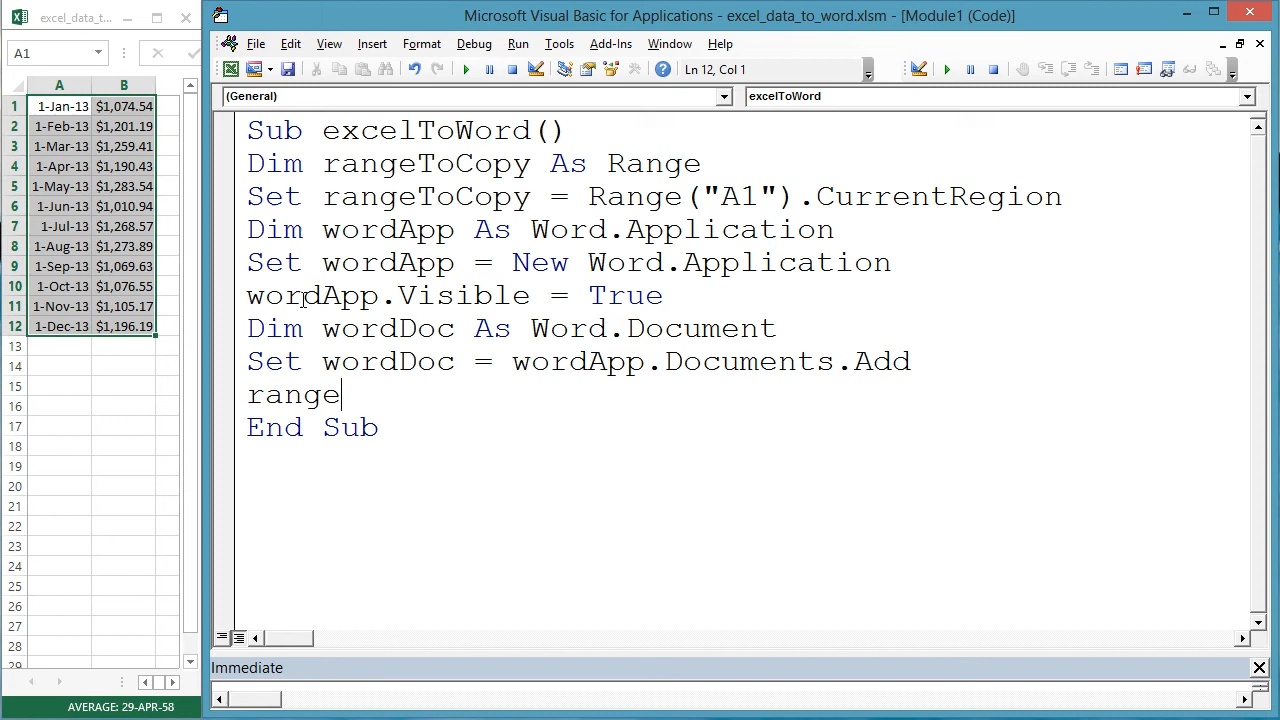 excel_data_t
Microsoft Visual Basic for Applications - excel_data_to_word.xlsm - [Module1 (Code)]
File Edit View Insert Format Debug Run Tools Add-Ins Window Help
A1
Ln 12, Col 1
(General)
excelToWord
A B
1 1-Jan-13 $1,074.54
2 1-Feb-13 $1,201.19
3 1-Mar-13 $1,259.41
4 1-Apr-13 $1,190.43
5 1-May-13 $1,283.54
6 1-Jun-13 $1,010.94
7 1-Jul-13 $1,268.57
8 1-Aug-13 $1,273.89
9 1-Sep-13 $1,069.63
10 1-Oct-13 $1,076.55
11 1-Nov-13 $1,105.17
12 1-Dec-13 $1,196.19
13
14
15
16
17
18
19
20
21
22
23
24
25
26
27
28
29
Sub excelToWord()
Dim rangeToCopy As Range
Set rangeToCopy = Range("A1").CurrentRegion
Dim wordApp As Word.Application
Set wordApp = New Word.Application
wordApp.Visible = True
Dim wordDoc As Word.Document
Set wordDoc = wordApp.Documents.Add
range
End Sub
Immediate
AVERAGE: 29-APR-58